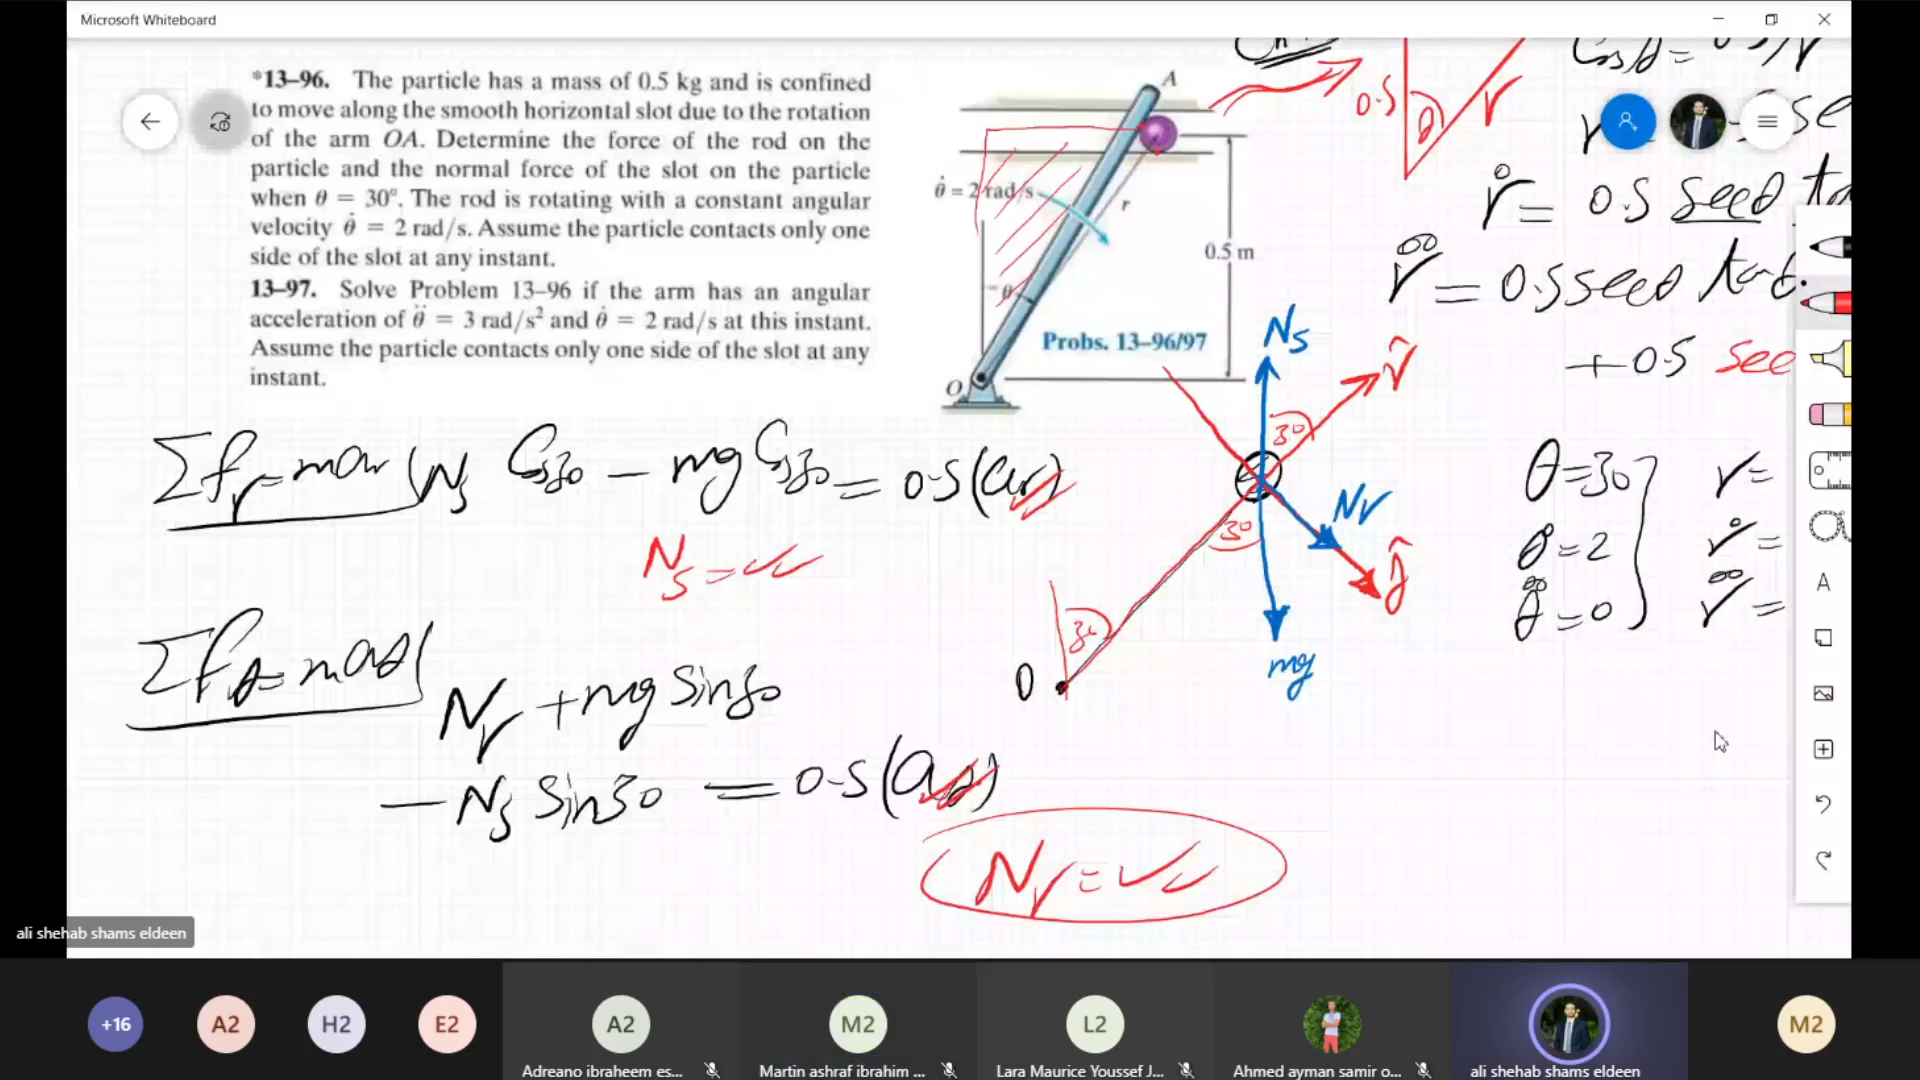 Microsoft Whiteboard
*13–96. The particle has a mass of 0.5 kg and is confined
to move along the smooth horizontal slot due to the rotation
of the arm OA. Determine the force of the rod on the
particle and the normal force of the slot on the particle
when θ = 30°. The rod is rotating with a constant angular
velocity θ̇ = 2 rad/s. Assume the particle contacts only one
side of the slot at any instant.
13–97. Solve Problem 13–96 if the arm has an angular
acceleration of θ̈ = 3 rad/s² and θ̇ = 2 rad/s at this instant.
Assume the particle contacts only one side of the slot at any
instant.
A
θ̇ = 2 rad/s
r
0.5 m
θ
Probs. 13–96/97
O
0.5
θ
r
Cosθ = 0.5/r
ṙ = 0.5 secθ
r̈ = 0.5 secθ
+ 0.5
Ns
r̂
30
Nr
30
θ̂
mg
30
O
θ = 30
θ̇ = 2
θ̈ = 0
r =
ṙ =
r̈ =
ΣFr = mar
Ns Cos30 – mg Cos30 = 0.5(ar)
Ns = ✓✓
ΣFθ = maθ
Nr + mg Sin30
– Ns Sin30 = 0.5(aθ)
Nr = ✓✓
A
ali shehab shams eldeen
+16
A2
H2
E2
A2
Adreano ibraheem es...
M2
Martin ashraf ibrahim ...
L2
Lara Maurice Youssef J...
Ahmed ayman samir o...
ali shehab shams eldeen
M2